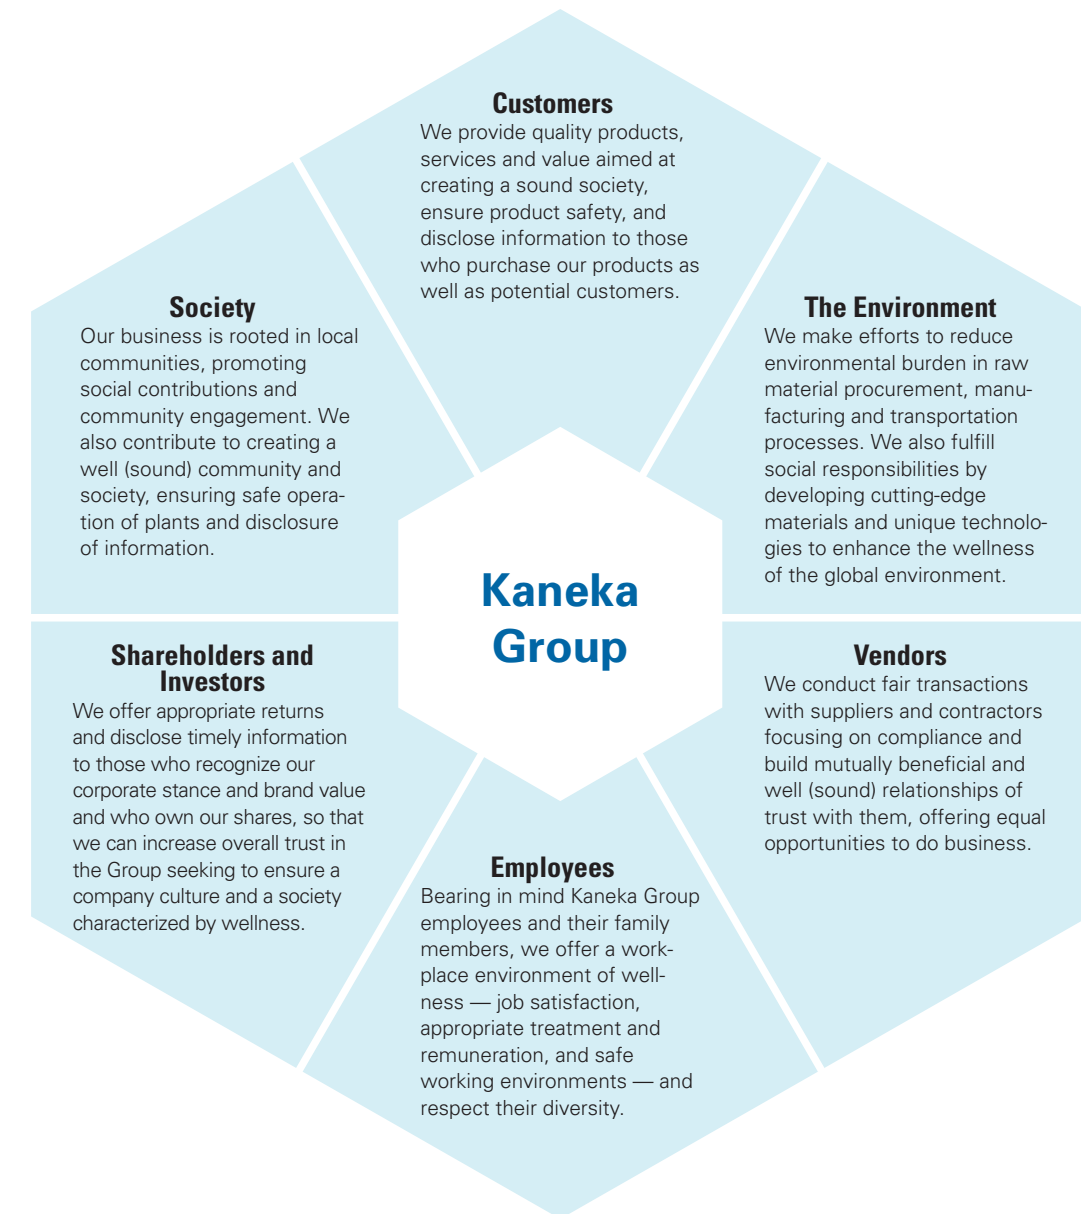 Customers
We provide quality products,
services and value aimed at
creating a sound society,
ensure product safety, and
disclose information to those
who purchase our products as
well as potential customers.
Society
Our business is rooted in local
communities, promoting
social contributions and
community engagement. We
also contribute to creating a
well (sound) community and
society, ensuring safe opera-
tion of plants and disclosure
of information.
The Environment
We make efforts to reduce
environmental burden in raw
material procurement, manu-
facturing and transportation
processes. We also fulfill
social responsibilities by
developing cutting-edge
materials and unique technolo-
gies to enhance the wellness
of the global environment.
Kaneka
Group
Shareholders and
Investors
We offer appropriate returns
and disclose timely information
to those who recognize our
corporate stance and brand value
and who own our shares, so that
we can increase overall trust in
the Group seeking to ensure a
company culture and a society
characterized by wellness.
Vendors
We conduct fair transactions
with suppliers and contractors
focusing on compliance and
build mutually beneficial and
well (sound) relationships of
trust with them, offering equal
opportunities to do business.
Employees
Bearing in mind Kaneka Group
employees and their family
members, we offer a work-
place environment of well-
ness — job satisfaction,
appropriate treatment and
remuneration, and safe
working environments — and
respect their diversity.